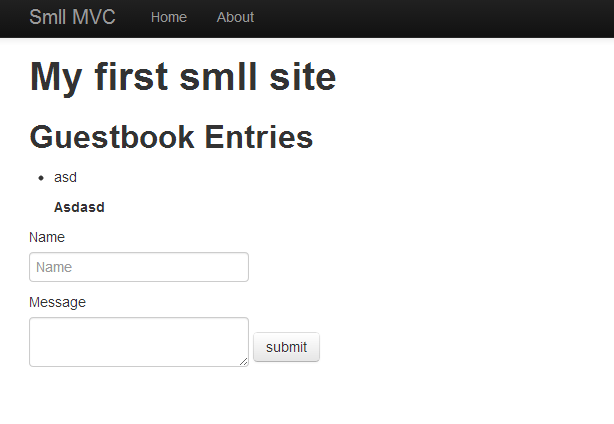 Smll MVC Home About
My first smll site
Guestbook Entries
asd
Asdasd
Name
Name
Message
submit